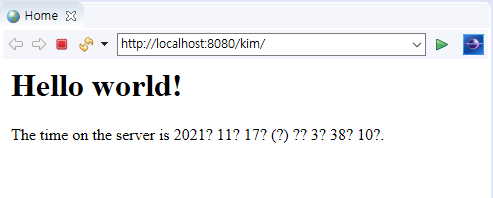 Home
http://localhost:8080/kim/
Hello world!
The time on the server is 2021? 11? 17? (?) ?? 3? 38? 10?.